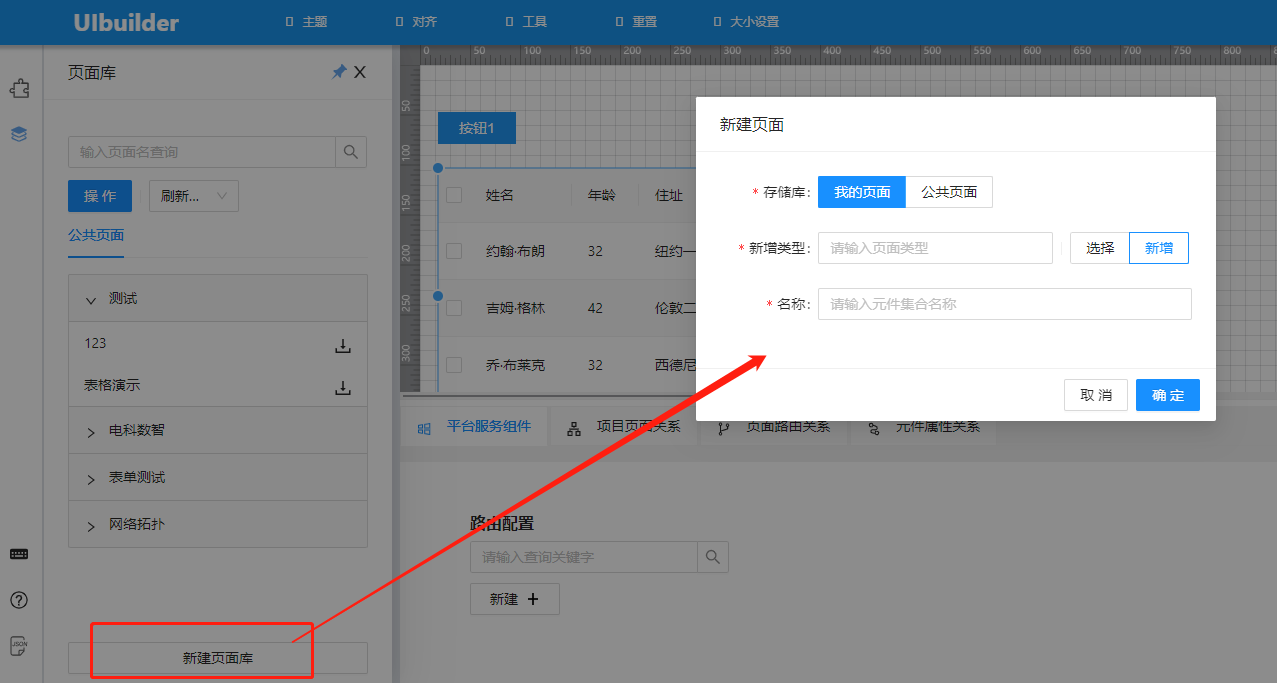 UIbuilder
主题
对齐
工具
重置
大小设置
页面库
X
输入页面名查询
操 作
刷新...
公共页面
测试
123
表格演示
电科数智
表单测试
网络拓扑
新建页面库
JSON
0 50 100 150 200 250 300 350 400 450 500 550 600 650 700 750 800
50
100
150
200
250
300
按钮1
姓名 年龄 住址
约翰·布朗 32 纽约一
吉姆·格林 42 伦敦二
乔·布莱克 32 西德尼
新建页面
* 存储库: 我的页面 公共页面
* 新增类型: 请输入页面类型 选择 新增
* 名称: 请输入元件集合名称
取 消 确 定
平台服务组件
项目页面关系
页面路由关系
元件属性关系
路由配置
请输入查询关键字
新建 +